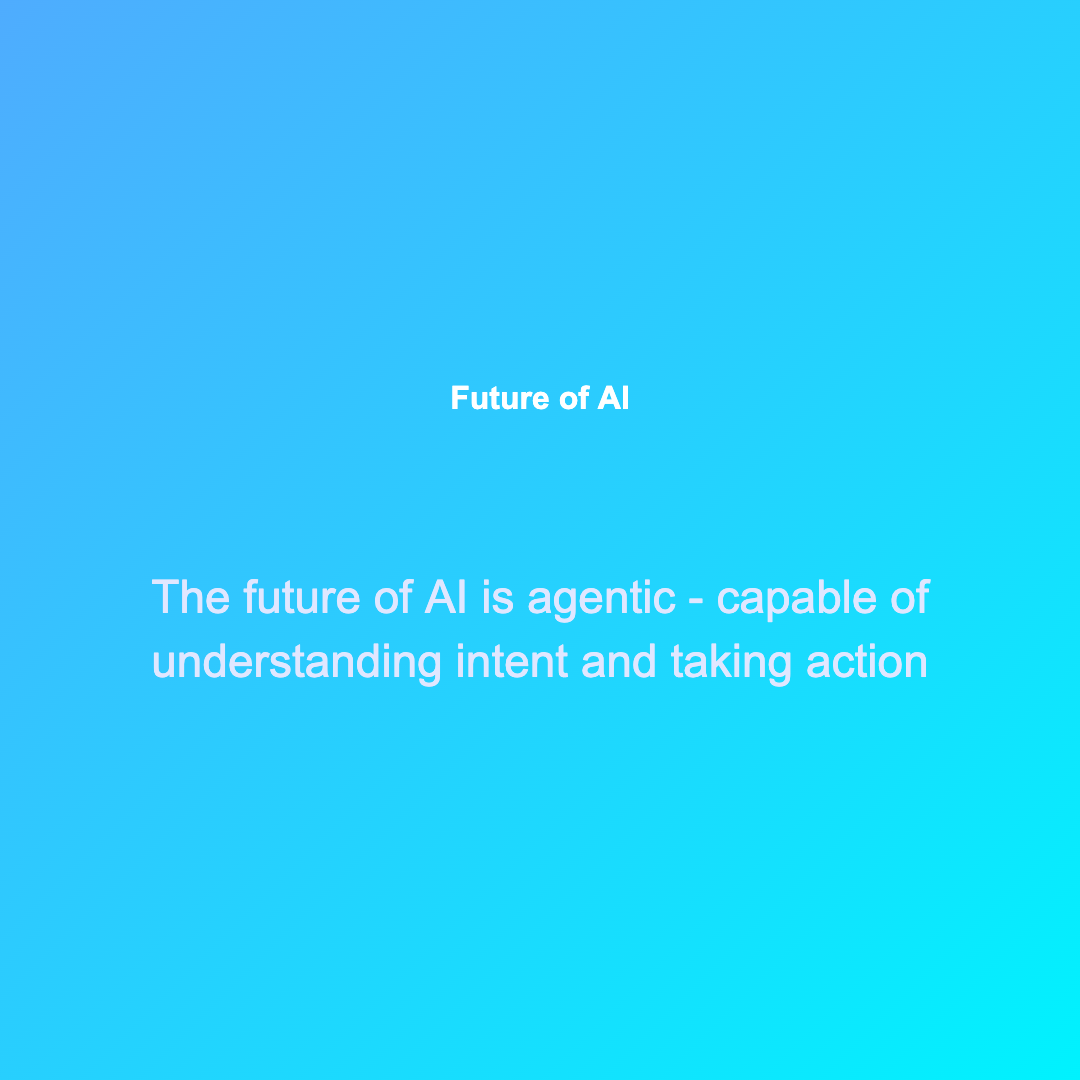 Future of AI
The future of AI is agentic - capable of
understanding intent and taking action